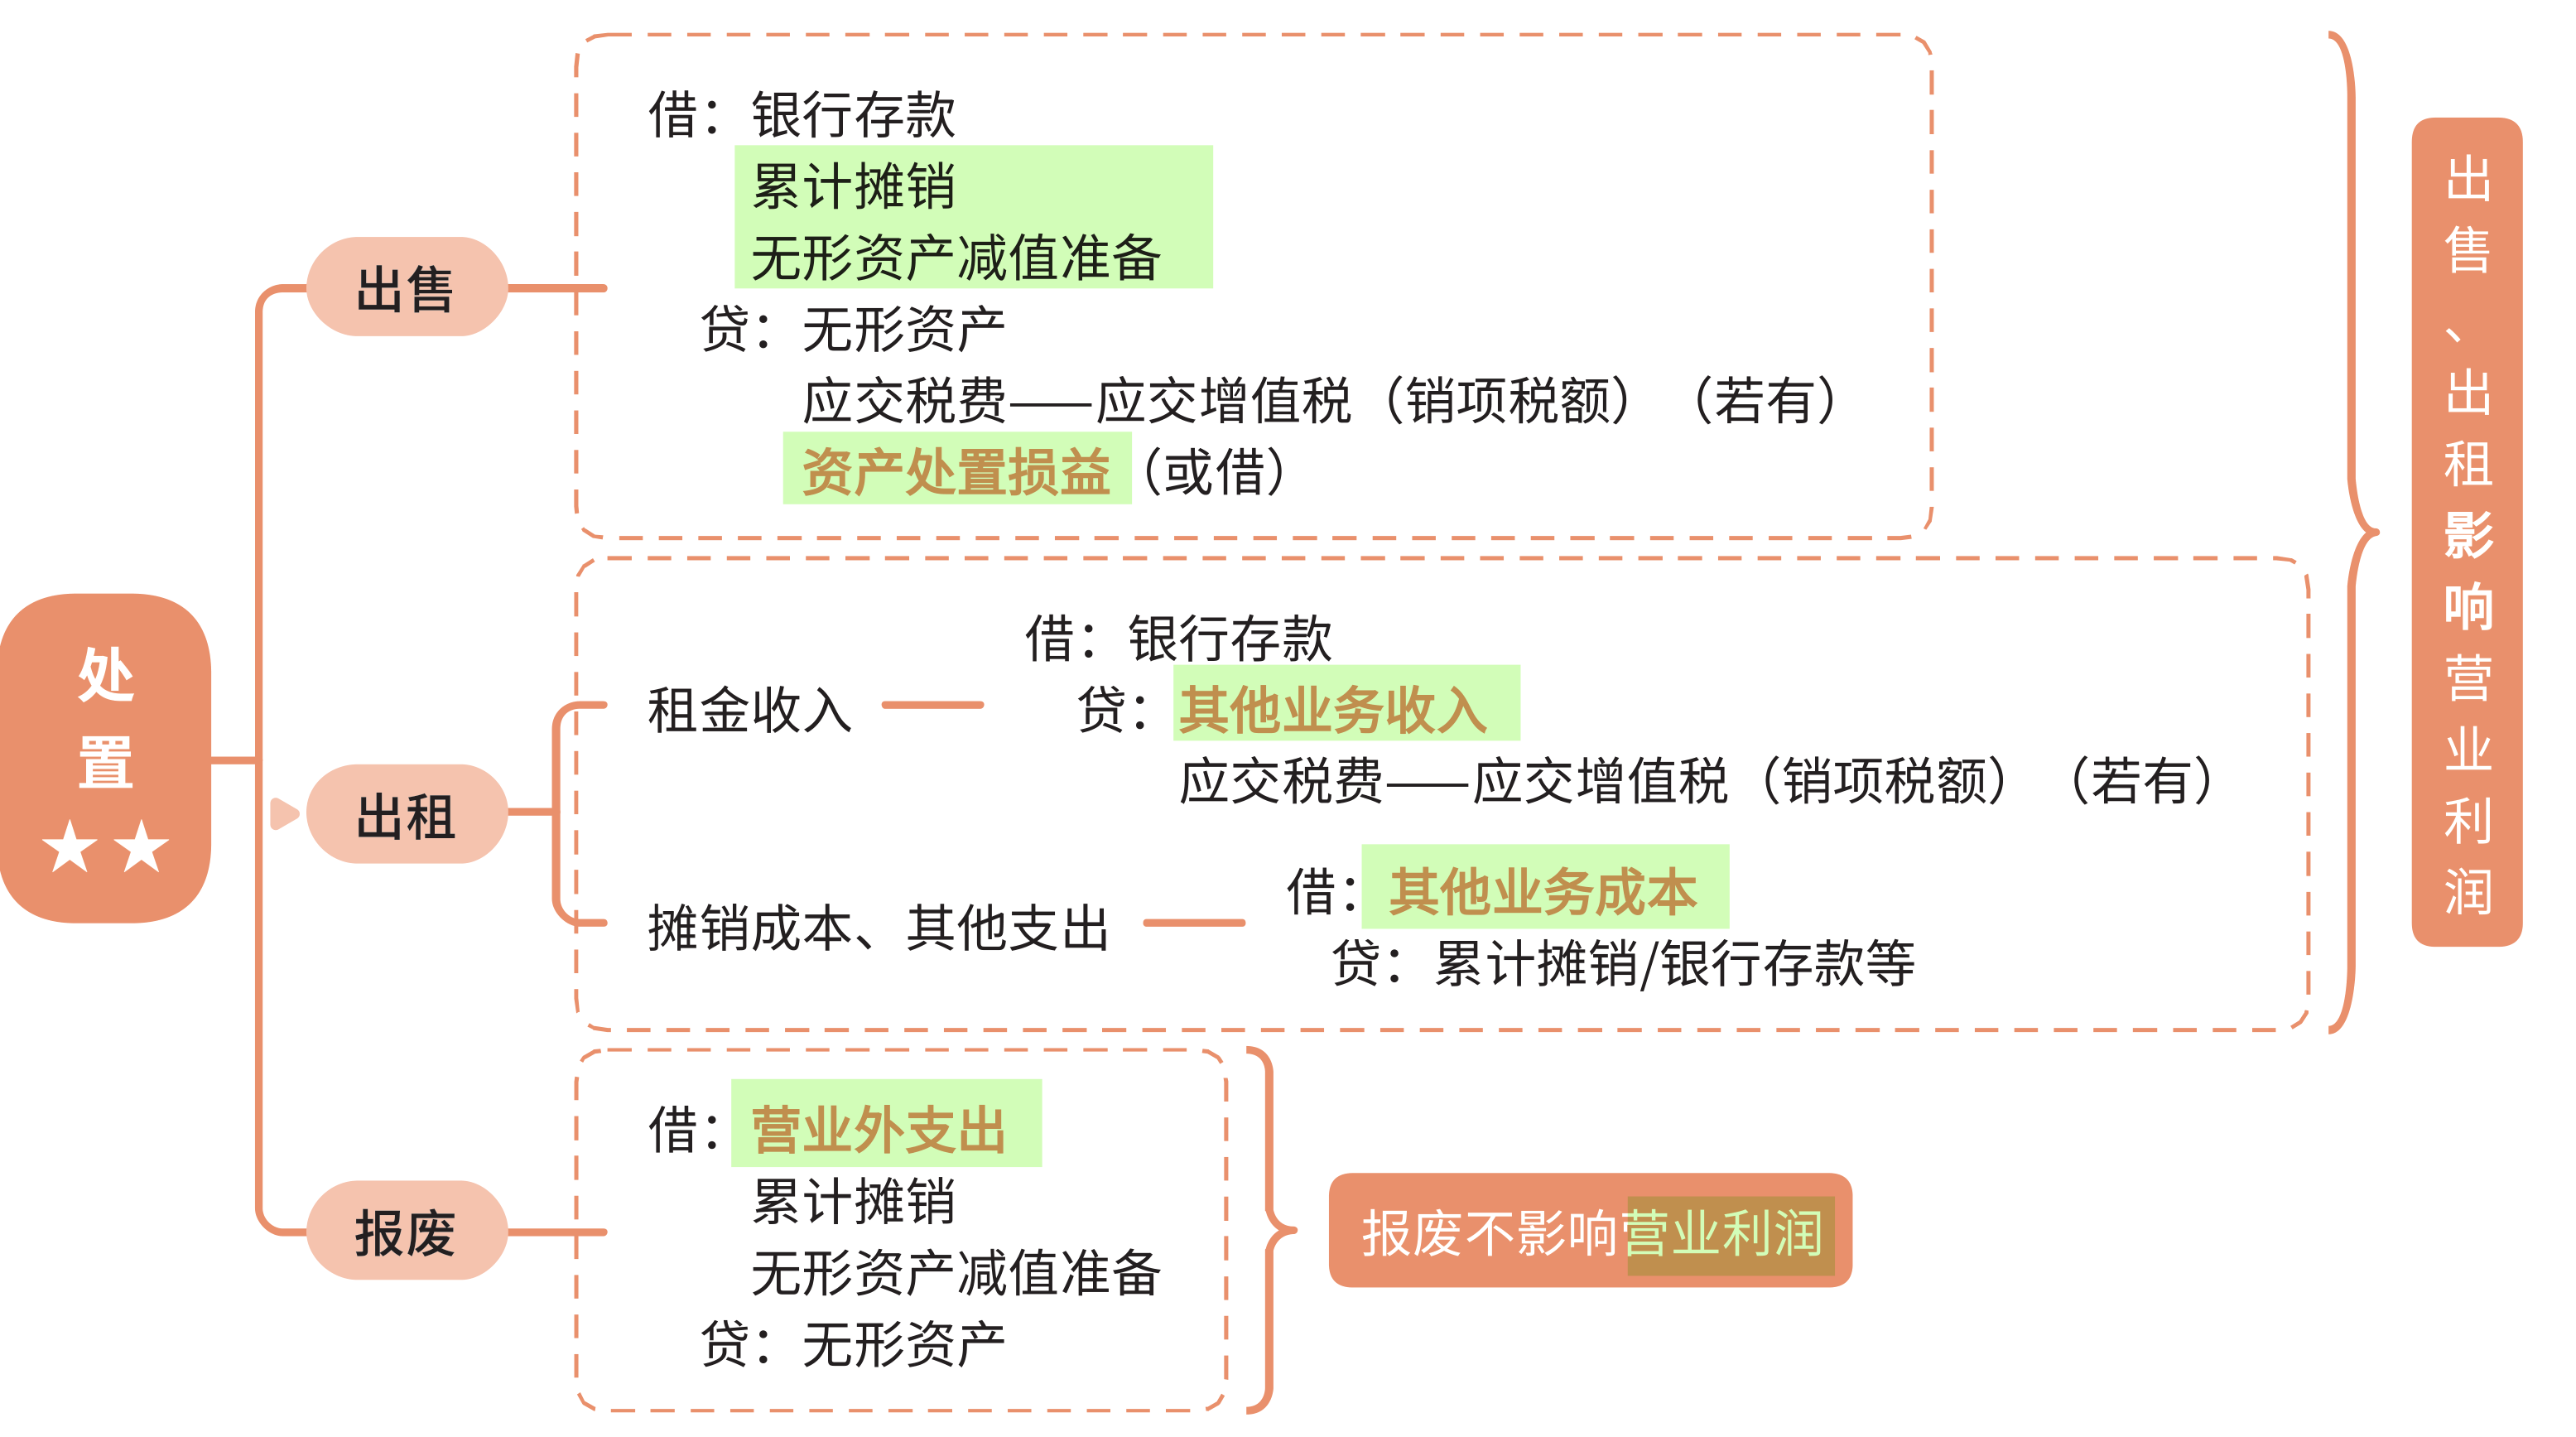 处
置
★★
出售
借：银行存款
累计摊销
无形资产减值准备
贷：无形资产
应交税费——应交增值税（销项税额）（若有）
资产处置损益（或借）
出租
租金收入
借：银行存款
贷：其他业务收入
应交税费——应交增值税（销项税额）（若有）
摊销成本、其他支出
借：其他业务成本
贷：累计摊销/银行存款等
出售、出租影响营业利润
报废
借：营业外支出
累计摊销
无形资产减值准备
贷：无形资产
报废不影响营业利润